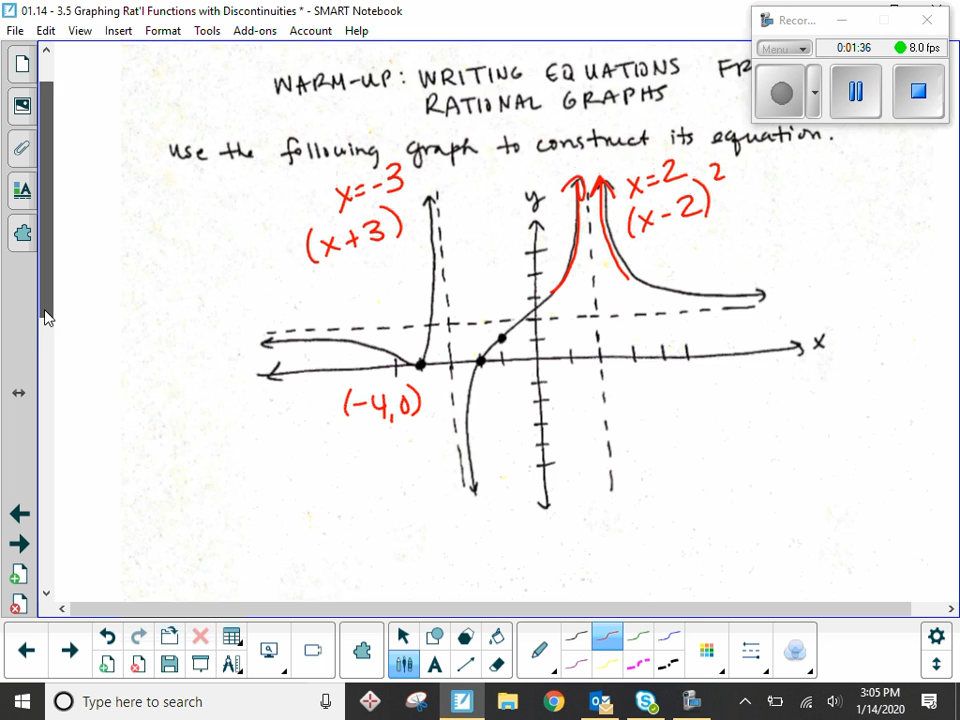 01.14 - 3.5 Graphing Rat'l Functions with Discontinuities * - SMART Notebook
Recor...
File Edit View Insert Format Tools Add-ons Account Help
Menu
0:01:36
8.0 fps
WARM-UP: WRITING EQUATIONS FR
RATIONAL GRAPHS
Use the following graph to construct its equation.
x=-3
(x+3)
y
x=2
(x-2)²
x
(-4,0)
A
Type here to search
3:05 PM
1/14/2020